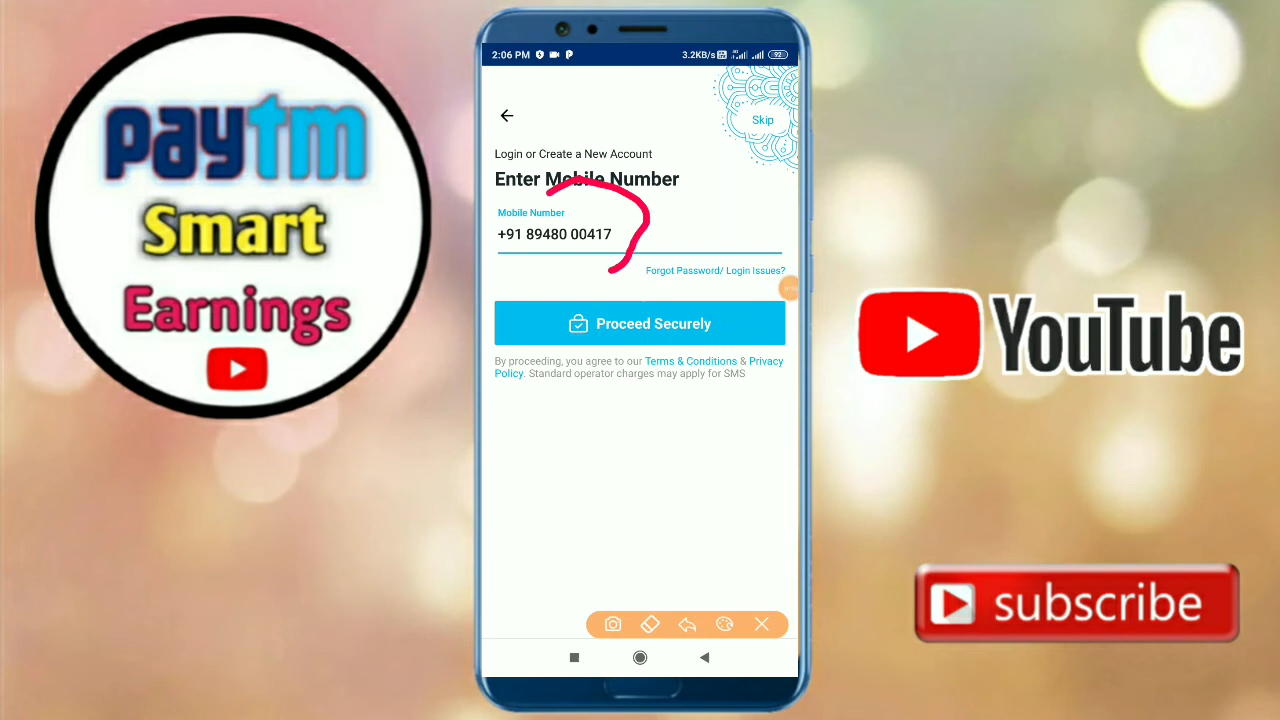 paytm
Smart
Earnings
2:06 PM
3.2KB/s
4G
92
Skip
Login or Create a New Account
Enter Mobile Number
Mobile Number
+91 89480 00417
Forgot Password/ Login Issues?
Proceed Securely
By proceeding, you agree to our Terms & Conditions & Privacy
Policy. Standard operator charges may apply for SMS
YouTube
subscribe